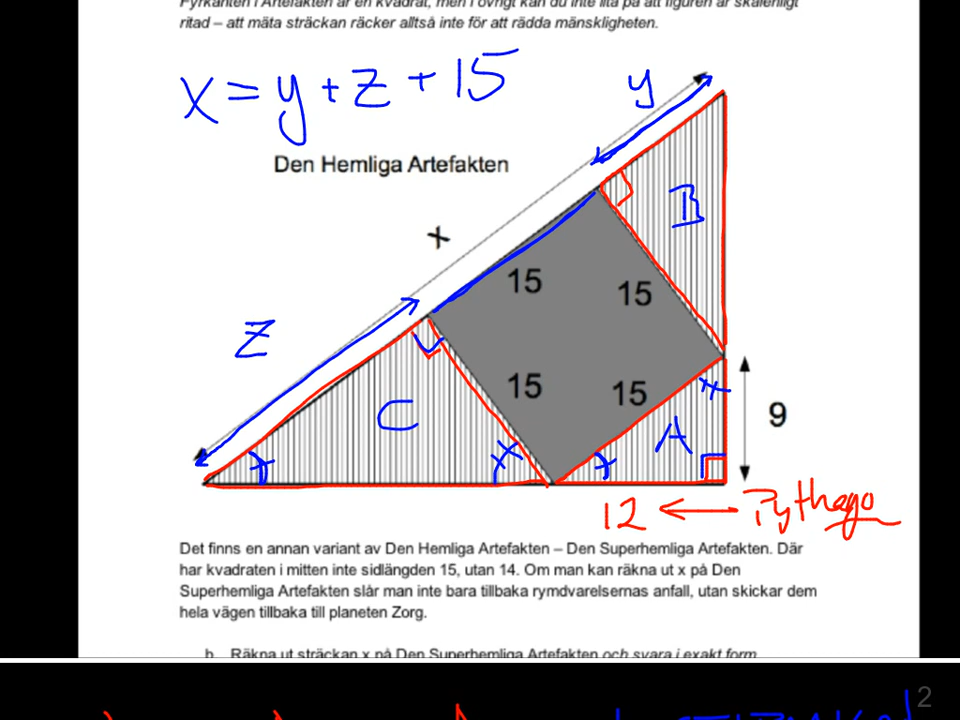 Fyrkanten i Artefakten är en kvadrat, men i övrigt kan du inte lita på att figuren är skalenligt
ritad – att mäta sträckan räcker alltså inte för att rädda mänskligheten.
x = y + z + 15
y
Den Hemliga Artefakten
B
x
15
15
z
15
15
C
A
9
x
x
xx
x
12 ← Pythago
Det finns en annan variant av Den Hemliga Artefakten – Den Superhemliga Artefakten. Där
har kvadraten i mitten inte sidlängden 15, utan 14. Om man kan räkna ut x på Den
Superhemliga Artefakten slår man inte bara tillbaka rymdvarelsernas anfall, utan skickar dem
hela vägen tillbaka till planeten Zorg.
b. Räkna ut sträckan x på Den Superhemliga Artefakten och svara i exakt form
2